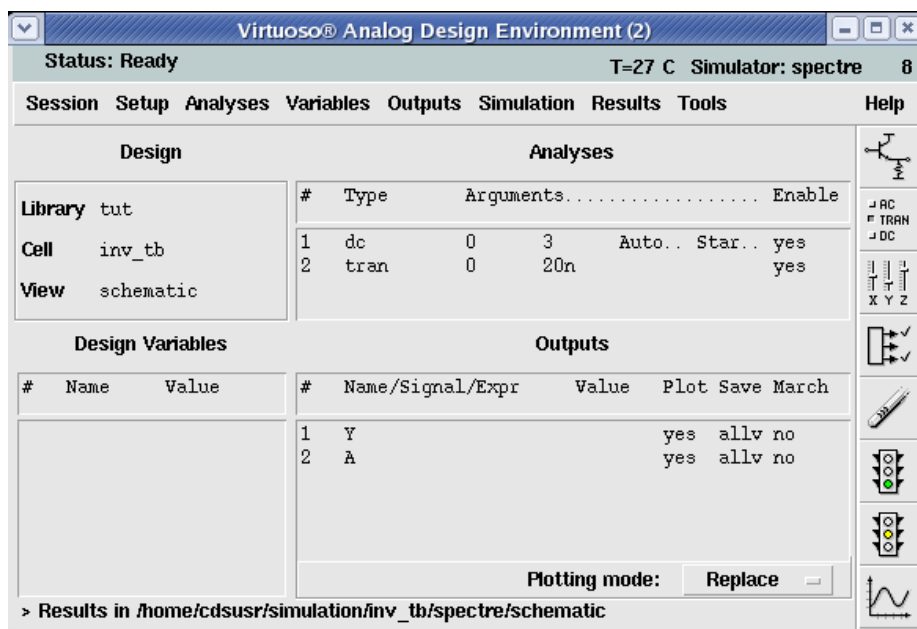 Virtuoso® Analog Design Environment (2)
Status: Ready T=27 C Simulator: spectre 8
Session Setup Analyses Variables Outputs Simulation Results Tools Help
Design
Library tut
Cell inv_tb
View schematic
Analyses
# Type Arguments.................. Enable
1 dc 0 3 Auto.. Star.. yes
2 tran 0 20n yes
Design Variables
# Name Value
Outputs
# Name/Signal/Expr Value Plot Save March
1 Y yes allv no
2 A yes allv no
Plotting mode: Replace
> Results in /home/cdsusr/simulation/inv_tb/spectre/schematic
AC
TRAN
DC
X Y Z